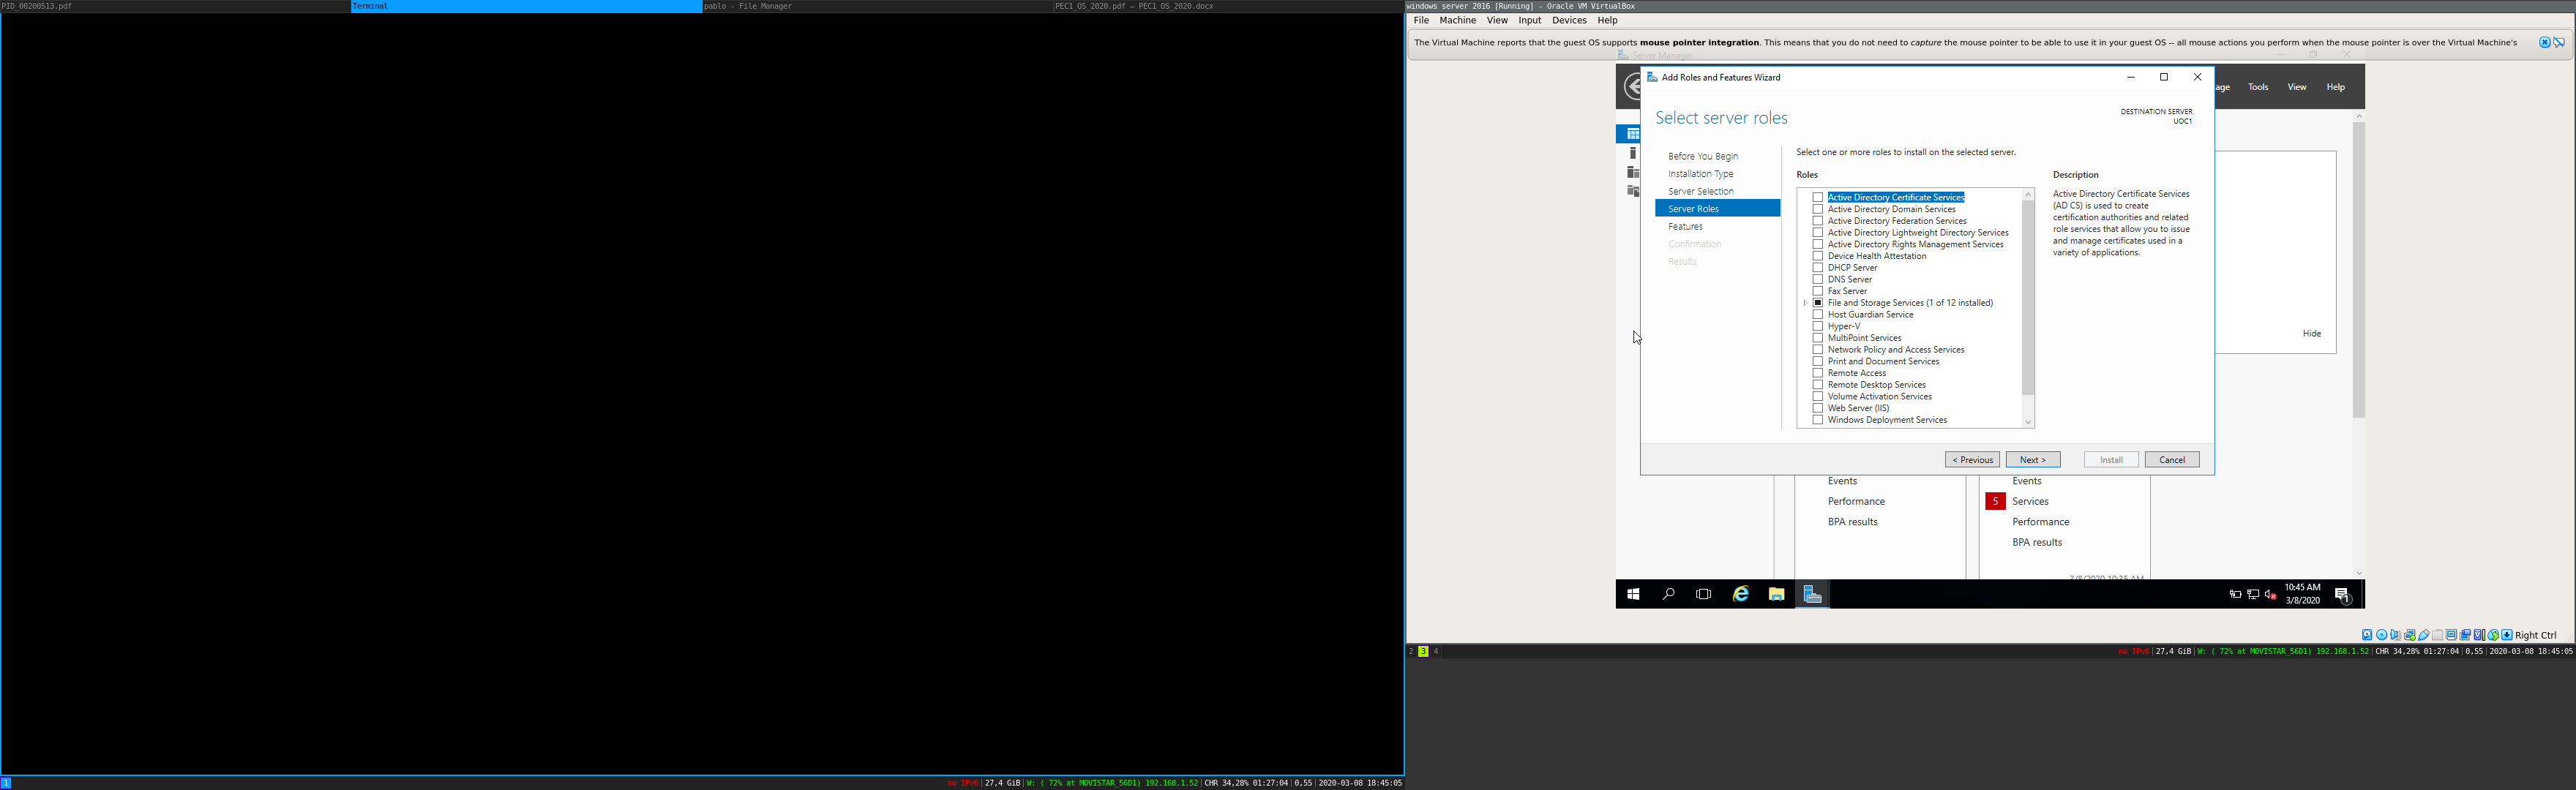 PID_00200513.pdf
Terminal
pablo - File Manager
PEC1_OS_2020.pdf — PEC1_OS_2020.docx
windows server 2016 [Running] - Oracle VM VirtualBox
File Machine View Input Devices Help
The Virtual Machine reports that the guest OS supports mouse pointer integration. This means that you do not need to capture the mouse pointer to be able to use it in your guest OS -- all mouse actions you perform when the mouse pointer is over the Virtual Machine's
Server Manager
Add Roles and Features Wizard
age Tools View Help
Select server roles
DESTINATION SERVER
UOC1
Before You Begin
Installation Type
Server Selection
Server Roles
Features
Confirmation
Results
Select one or more roles to install on the selected server.
Roles
Active Directory Certificate Services
Active Directory Domain Services
Active Directory Federation Services
Active Directory Lightweight Directory Services
Active Directory Rights Management Services
Device Health Attestation
DHCP Server
DNS Server
Fax Server
File and Storage Services (1 of 12 installed)
Host Guardian Service
Hyper-V
MultiPoint Services
Network Policy and Access Services
Print and Document Services
Remote Access
Remote Desktop Services
Volume Activation Services
Web Server (IIS)
Windows Deployment Services
Description
Active Directory Certificate Services
(AD CS) is used to create
certification authorities and related
role services that allow you to issue
and manage certificates used in a
variety of applications.
Hide
< Previous
Next >
Install
Cancel
Events
Performance
BPA results
Events
5 Services
Performance
BPA results
3/8/2020 10:35 AM
10:45 AM
3/8/2020
1
Right Ctrl
2 3 4
no IPv6|27,4 GiB|W: ( 72% at MOVISTAR_56D1) 192.168.1.52|CHR 34,28% 01:27:04|0,55|2020-03-08 18:45:05
1
no IPv6|27,4 GiB|W: ( 72% at MOVISTAR_56D1) 192.168.1.52|CHR 34,28% 01:27:04|0,55|2020-03-08 18:45:05